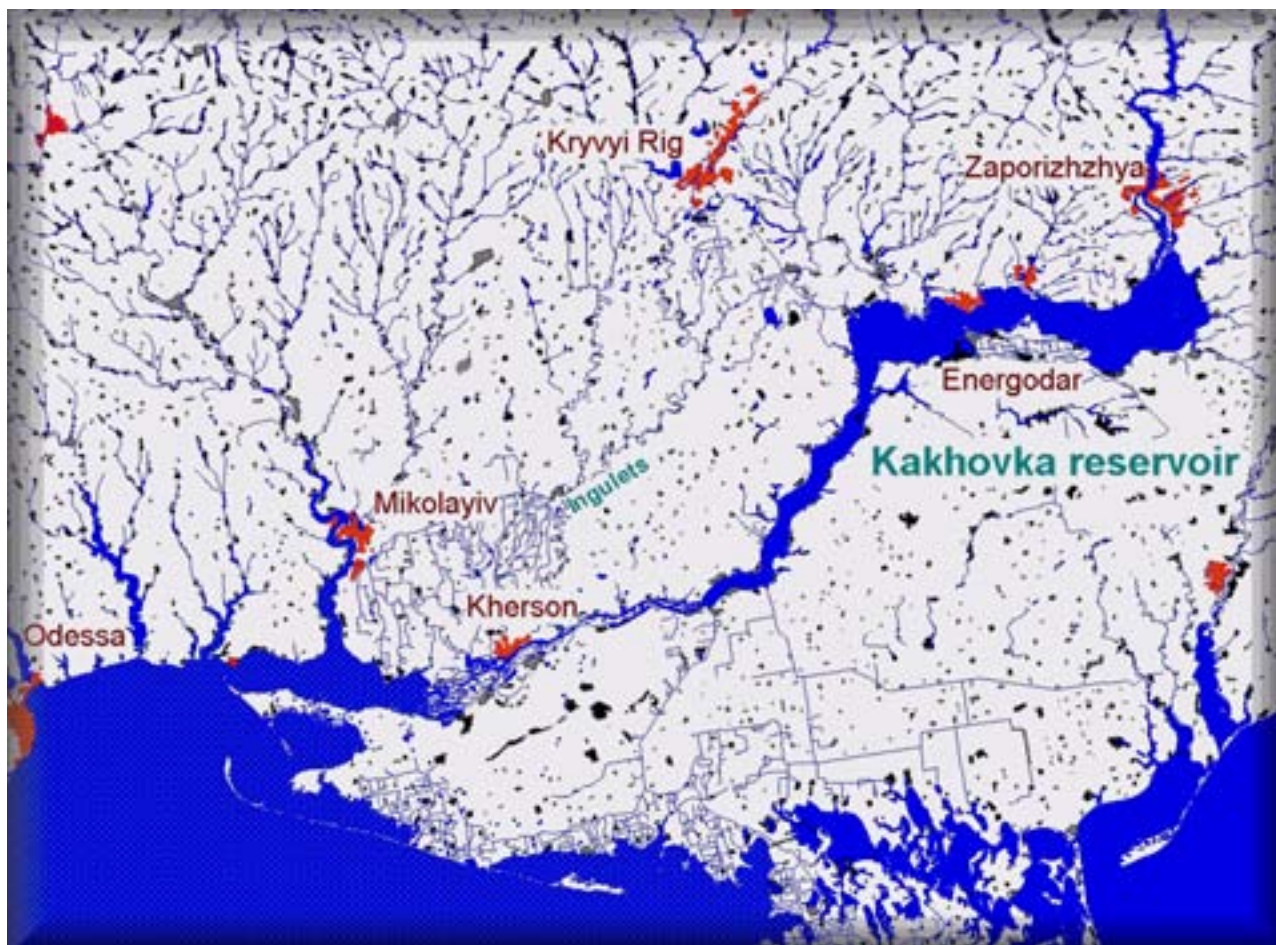 Kryvyi Rig
Zaporizhzhya
Energodar
Kakhovka reservoir
Ingulets
Mikolayiv
Kherson
Odessa